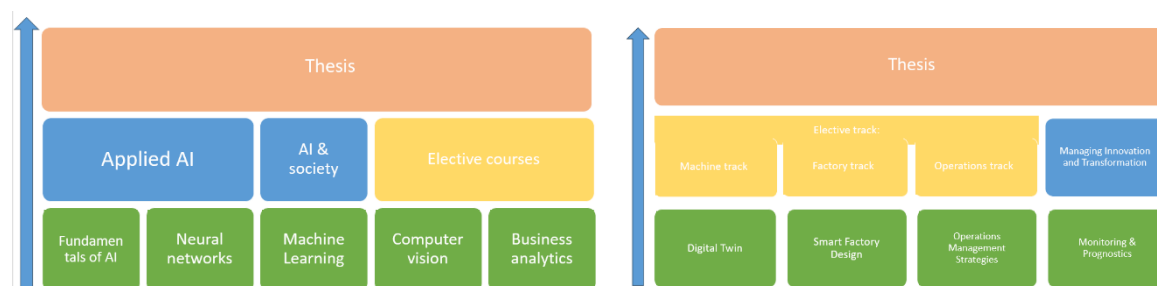 Thesis
Applied AI
AI &
society
Elective courses
Fundamen
tals of AI
Neural
networks
Machine
Learning
Computer
vision
Business
analytics
Thesis
Elective track:
Machine track
Factory track
Operations track
Managing Innovation
and Transformation
Digital Twin
Smart Factory
Design
Operations
Management
Strategies
Monitoring &
Prognostics